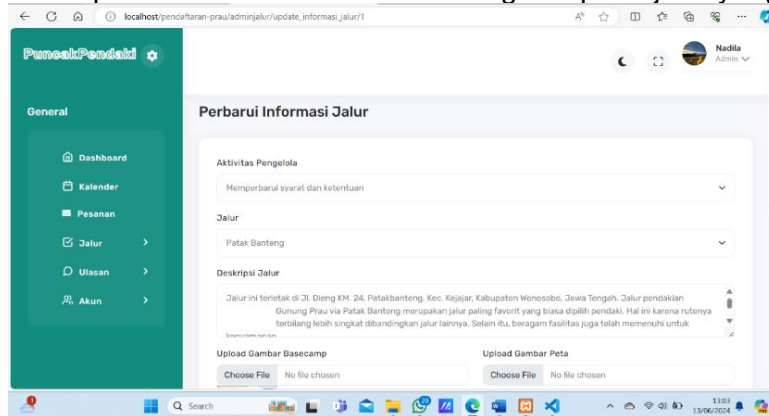 localhost/pendaftaran-prau/adminjalur/update_informasi_jalur/1
PuncakPendaki
Nadila
Admin
General
Perbarui Informasi Jalur
Dashboard
Kalender
Pesanan
Jalur
Ulasan
Akun
Aktivitas Pengelola
Memperbarui syarat dan ketentuan
Jalur
Patak Banteng
Deskripsi Jalur
Jalur ini terletak di Jl. Dieng KM. 24, Patakbanteng, Kec. Kejajar, Kabupaten Wonosobo, Jawa Tengah. Jalur pendakian
Gunung Prau via Patak Banteng merupakan jalur paling favorit yang biasa dipilih pendaki. Hal ini karena rutenya
terbilang lebih singkat dibandingkan jalur lainnya. Selain itu, beragam fasilitas juga telah memenuhi untuk
Upload Gambar Basecamp
Upload Gambar Peta
Choose File No file chosen
Choose File No file chosen
Search
13:03
13/06/2024